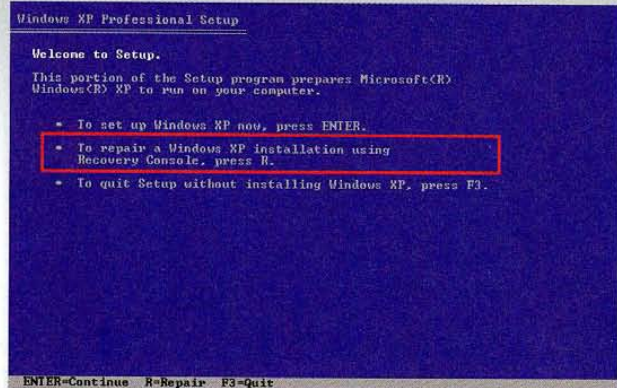 Windows XP Professional Setup
Welcome to Setup.
This portion of the Setup program prepares Microsoft(R)
Windows(R) XP to run on your computer.
• To set up Windows XP now, press ENTER.
• To repair a Windows XP installation using
Recovery Console, press R.
• To quit Setup without installing Windows XP, press F3.
ENTER=Continue R=Repair F3=Quit